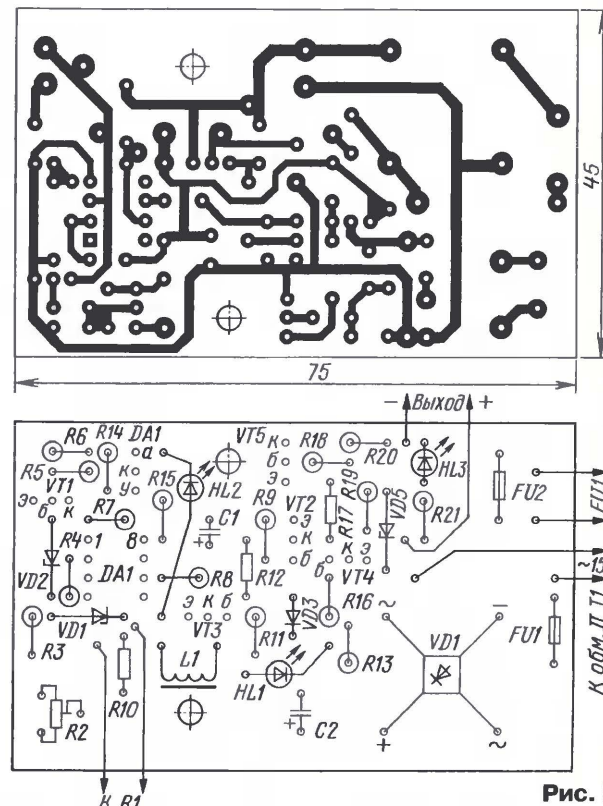 45
75
– Выход +
R6
R14
DA1
а
VT5
к
б
э
R18
R20
HL3
R5
к
у
R15
HL2
R19
FU2
FU1
VT1
э
б
к
R7
C1
+
R9
VT2
э
к
б
R17
VD5
R21
R4
1
8
DA1
VD2
R8
R12
к
э
б
VT4
~15
VD1
э
к
б
VT3
R11
VD3
R16
~
–
R3
VD1
FU1
К обм. II T1
R10
L1
HL1
R13
R2
+
C2
+
~
К R1
Рис.